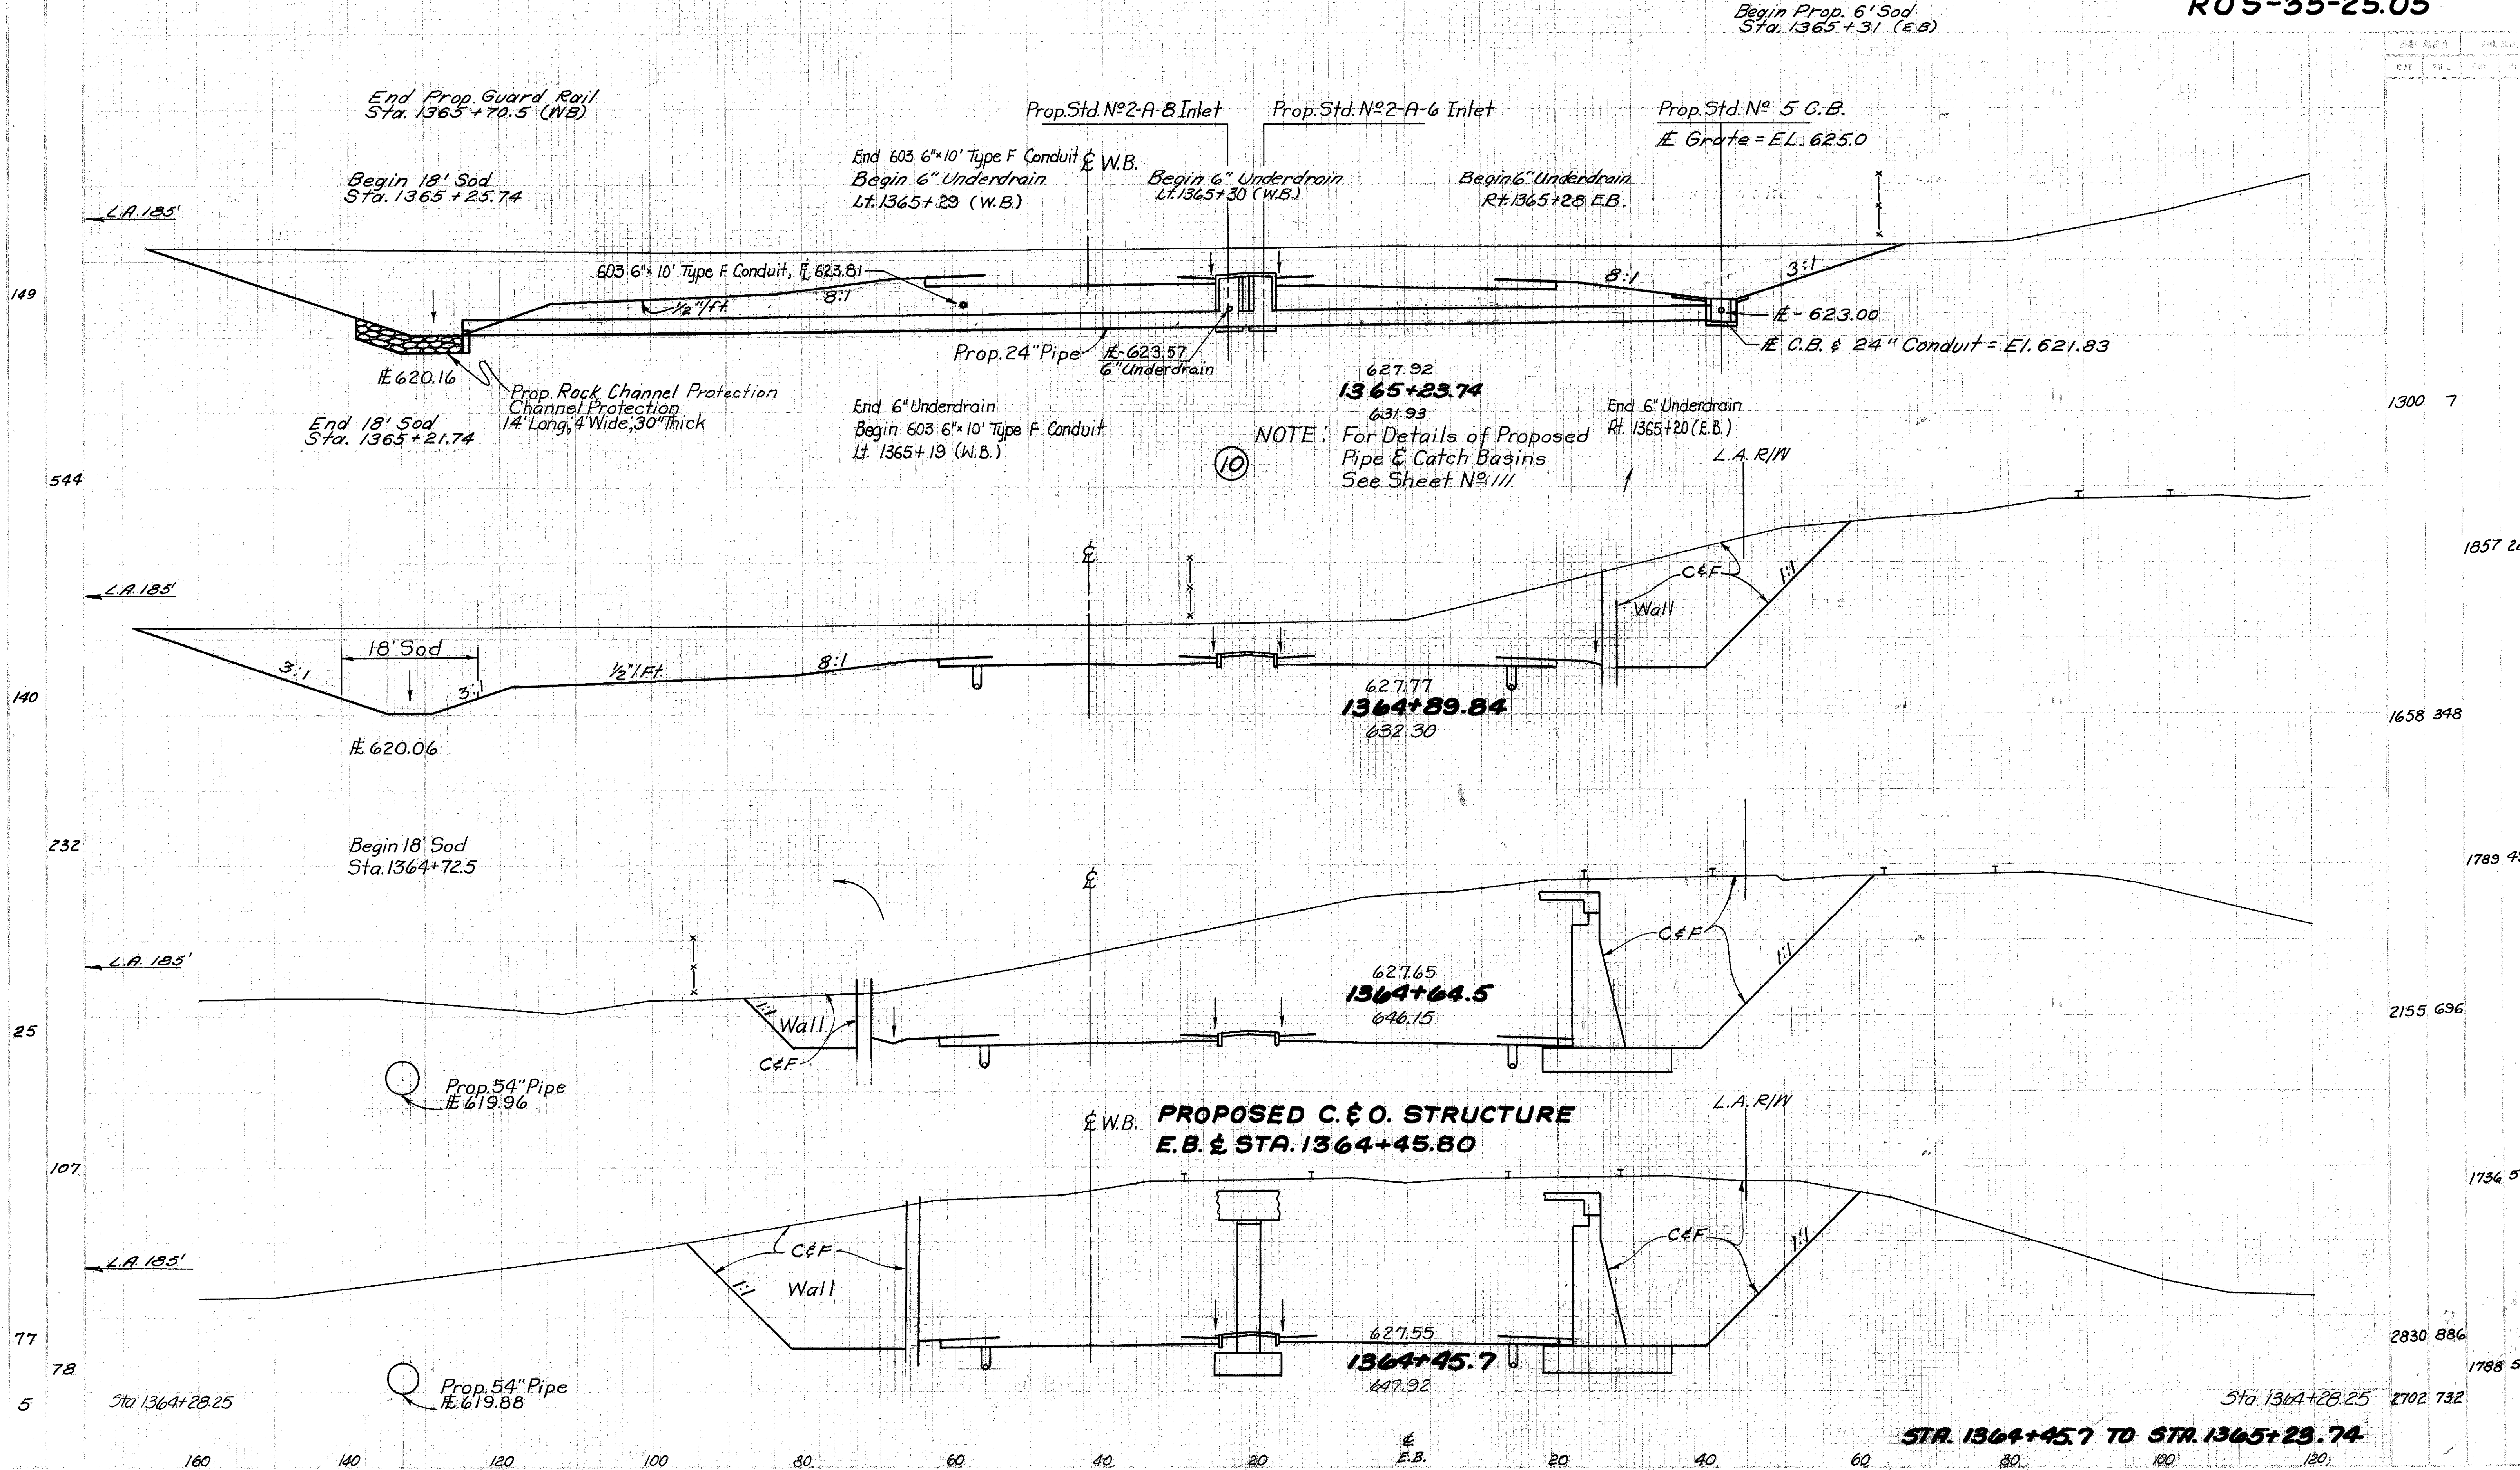 ROS-35-25.05
Begin Prop. 6' Sod
Sta. 1365+31 (EB)
End Prop. Guard Rail
Sta. 1365+70.5 (WB)
Prop. Std. Nº 2-A-8 Inlet
Prop. Std. Nº 2-A-6 Inlet
Prop. Std. Nº 5 C.B.
Grate = EL. 625.0
End 603 6"x10' Type F Conduit
Begin 6" Underdrain
Lt. 1365+29 (W.B.)
℄ W.B.
Begin 6" Underdrain
Lt. 1365+30 (W.B.)
Begin 6" Underdrain
Rt. 1365+28 E.B.
Begin 18' Sod
Sta. 1365+25.74
L.A. 185'
603 6"x10' Type F Conduit, ℄ 623.81
8:1
3:1
149
1/2"/ft.
8:1
℄-623.00
Prop. 24" Pipe
℄-623.57
6" Underdrain
℄ C.B. & 24" Conduit = El. 621.83
℄ 620.16
Prop. Rock Channel Protection
Channel Protection
14' Long, 4' Wide, 30" Thick
627.92
1365+23.74
631.93
End 18' Sod
Sta. 1365+21.74
End 6" Underdrain
Begin 603 6"x10' Type F Conduit
Lt. 1365+19 (W.B.)
End 6" Underdrain
Rt. 1365+20 (E.B.)
1300 7
10
NOTE: For Details of Proposed
Pipe & Catch Basins
See Sheet Nº 111
L.A. R/W
544
℄
C&F
1:1
1857
L.A. 185'
Wall
18' Sod
3:1
3:1
1/2"/Ft.
8:1
140
627.77
1364+89.84
632.30
1658 348
℄ 620.06
232
Begin 18' Sod
Sta. 1364+72.5
℄
1789
C&F
1:1
L.A. 185'
627.65
1364+64.5
646.15
2155 696
1:1
Wall
C&F
25
Prop. 54" Pipe
℄ 619.96
℄ W.B.
PROPOSED C. & O. STRUCTURE
E.B. ℄ STA. 1364+45.80
L.A. R/W
107
1736
C&F
C&F
1:1
L.A. 185'
1:1
Wall
77
627.55
1364+45.7
647.92
2830 886
78
1788
Prop. 54" Pipe
℄ 619.88
5
Sta 1364+28.25
Sta. 1364+28.25
2702 732
STA. 1364+45.7 TO STA. 1365+23.74
160 140 120 100 80 60 40 20 ℄ E.B. 20 40 60 80 100 120